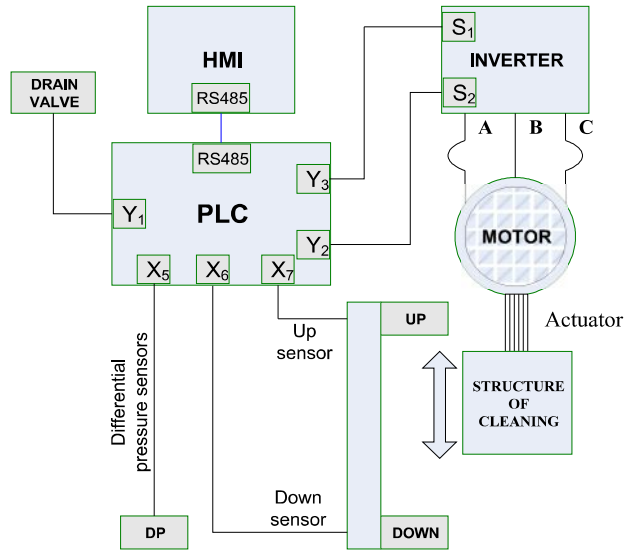 HMI
RS485
DRAIN
VALVE
S₁
INVERTER
S₂
A
B
C
RS485
Y₃
Y₁
PLC
Y₂
MOTOR
X₅
X₆
X₇
Up
sensor
UP
Actuator
Differential
pressure sensors
STRUCTURE
OF
CLEANING
Down
sensor
DP
DOWN